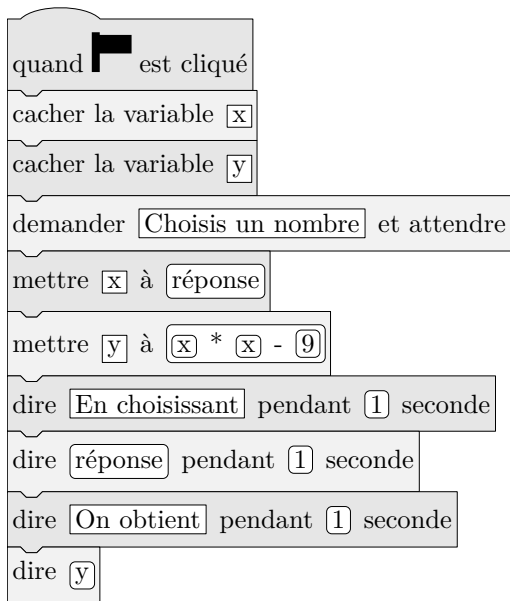 quand est cliqué
cacher la variable x
cacher la variable y
demander Choisis un nombre et attendre
mettre x à réponse
mettre y à x * x - 9
dire En choisissant pendant 1 seconde
dire réponse pendant 1 seconde
dire On obtient pendant 1 seconde
dire y